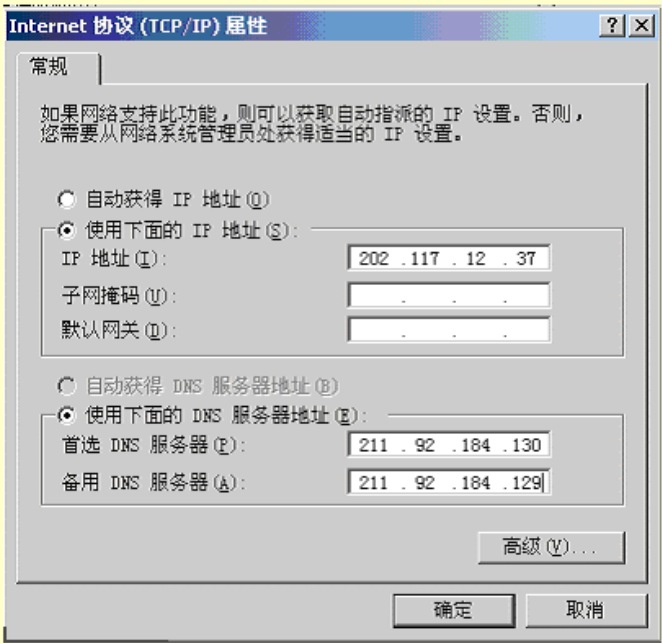 Internet 协议 (TCP/IP) 属性
常规
如果网络支持此功能，则可以获取自动指派的 IP 设置。否则，
您需要从网络系统管理员处获得适当的 IP 设置。
自动获得 IP 地址(O)
使用下面的 IP 地址(S):
IP 地址(I): 202 .117 . 12 . 37
子网掩码(U): . . .
默认网关(D): . . .
自动获得 DNS 服务器地址(B)
使用下面的 DNS 服务器地址(E):
首选 DNS 服务器(P): 211 . 92 .184 .130
备用 DNS 服务器(A): 211 . 92 .184 .129
高级(V)...
确定 取消